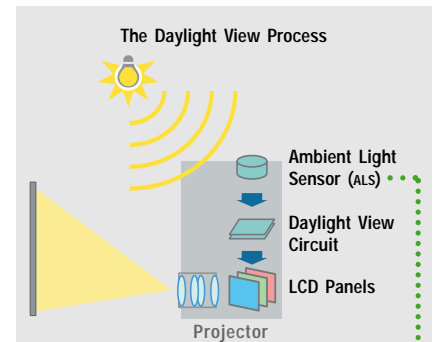 The Daylight View Process
Ambient Light
Sensor (ALS)
Daylight View
Circuit
LCD Panels
Projector